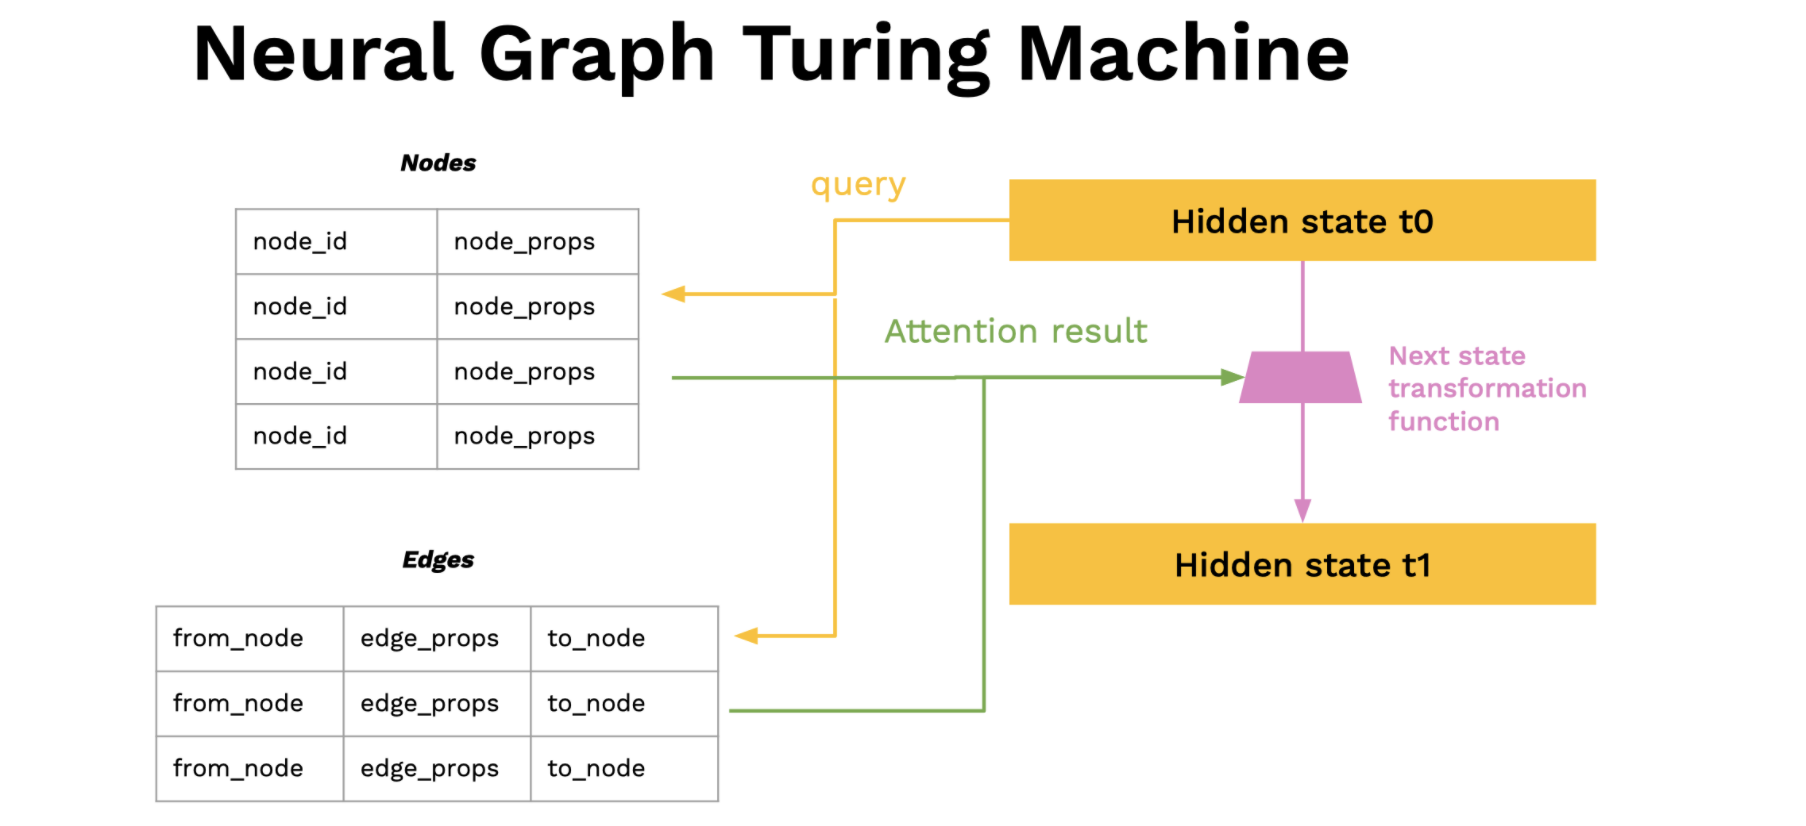 Neural Graph Turing Machine
Nodes
node_id node_props
node_id node_props
node_id node_props
node_id node_props
Edges
from_node edge_props to_node
from_node edge_props to_node
from_node edge_props to_node
query
Attention result
Hidden state t0
Next state
transformation
function
Hidden state t1